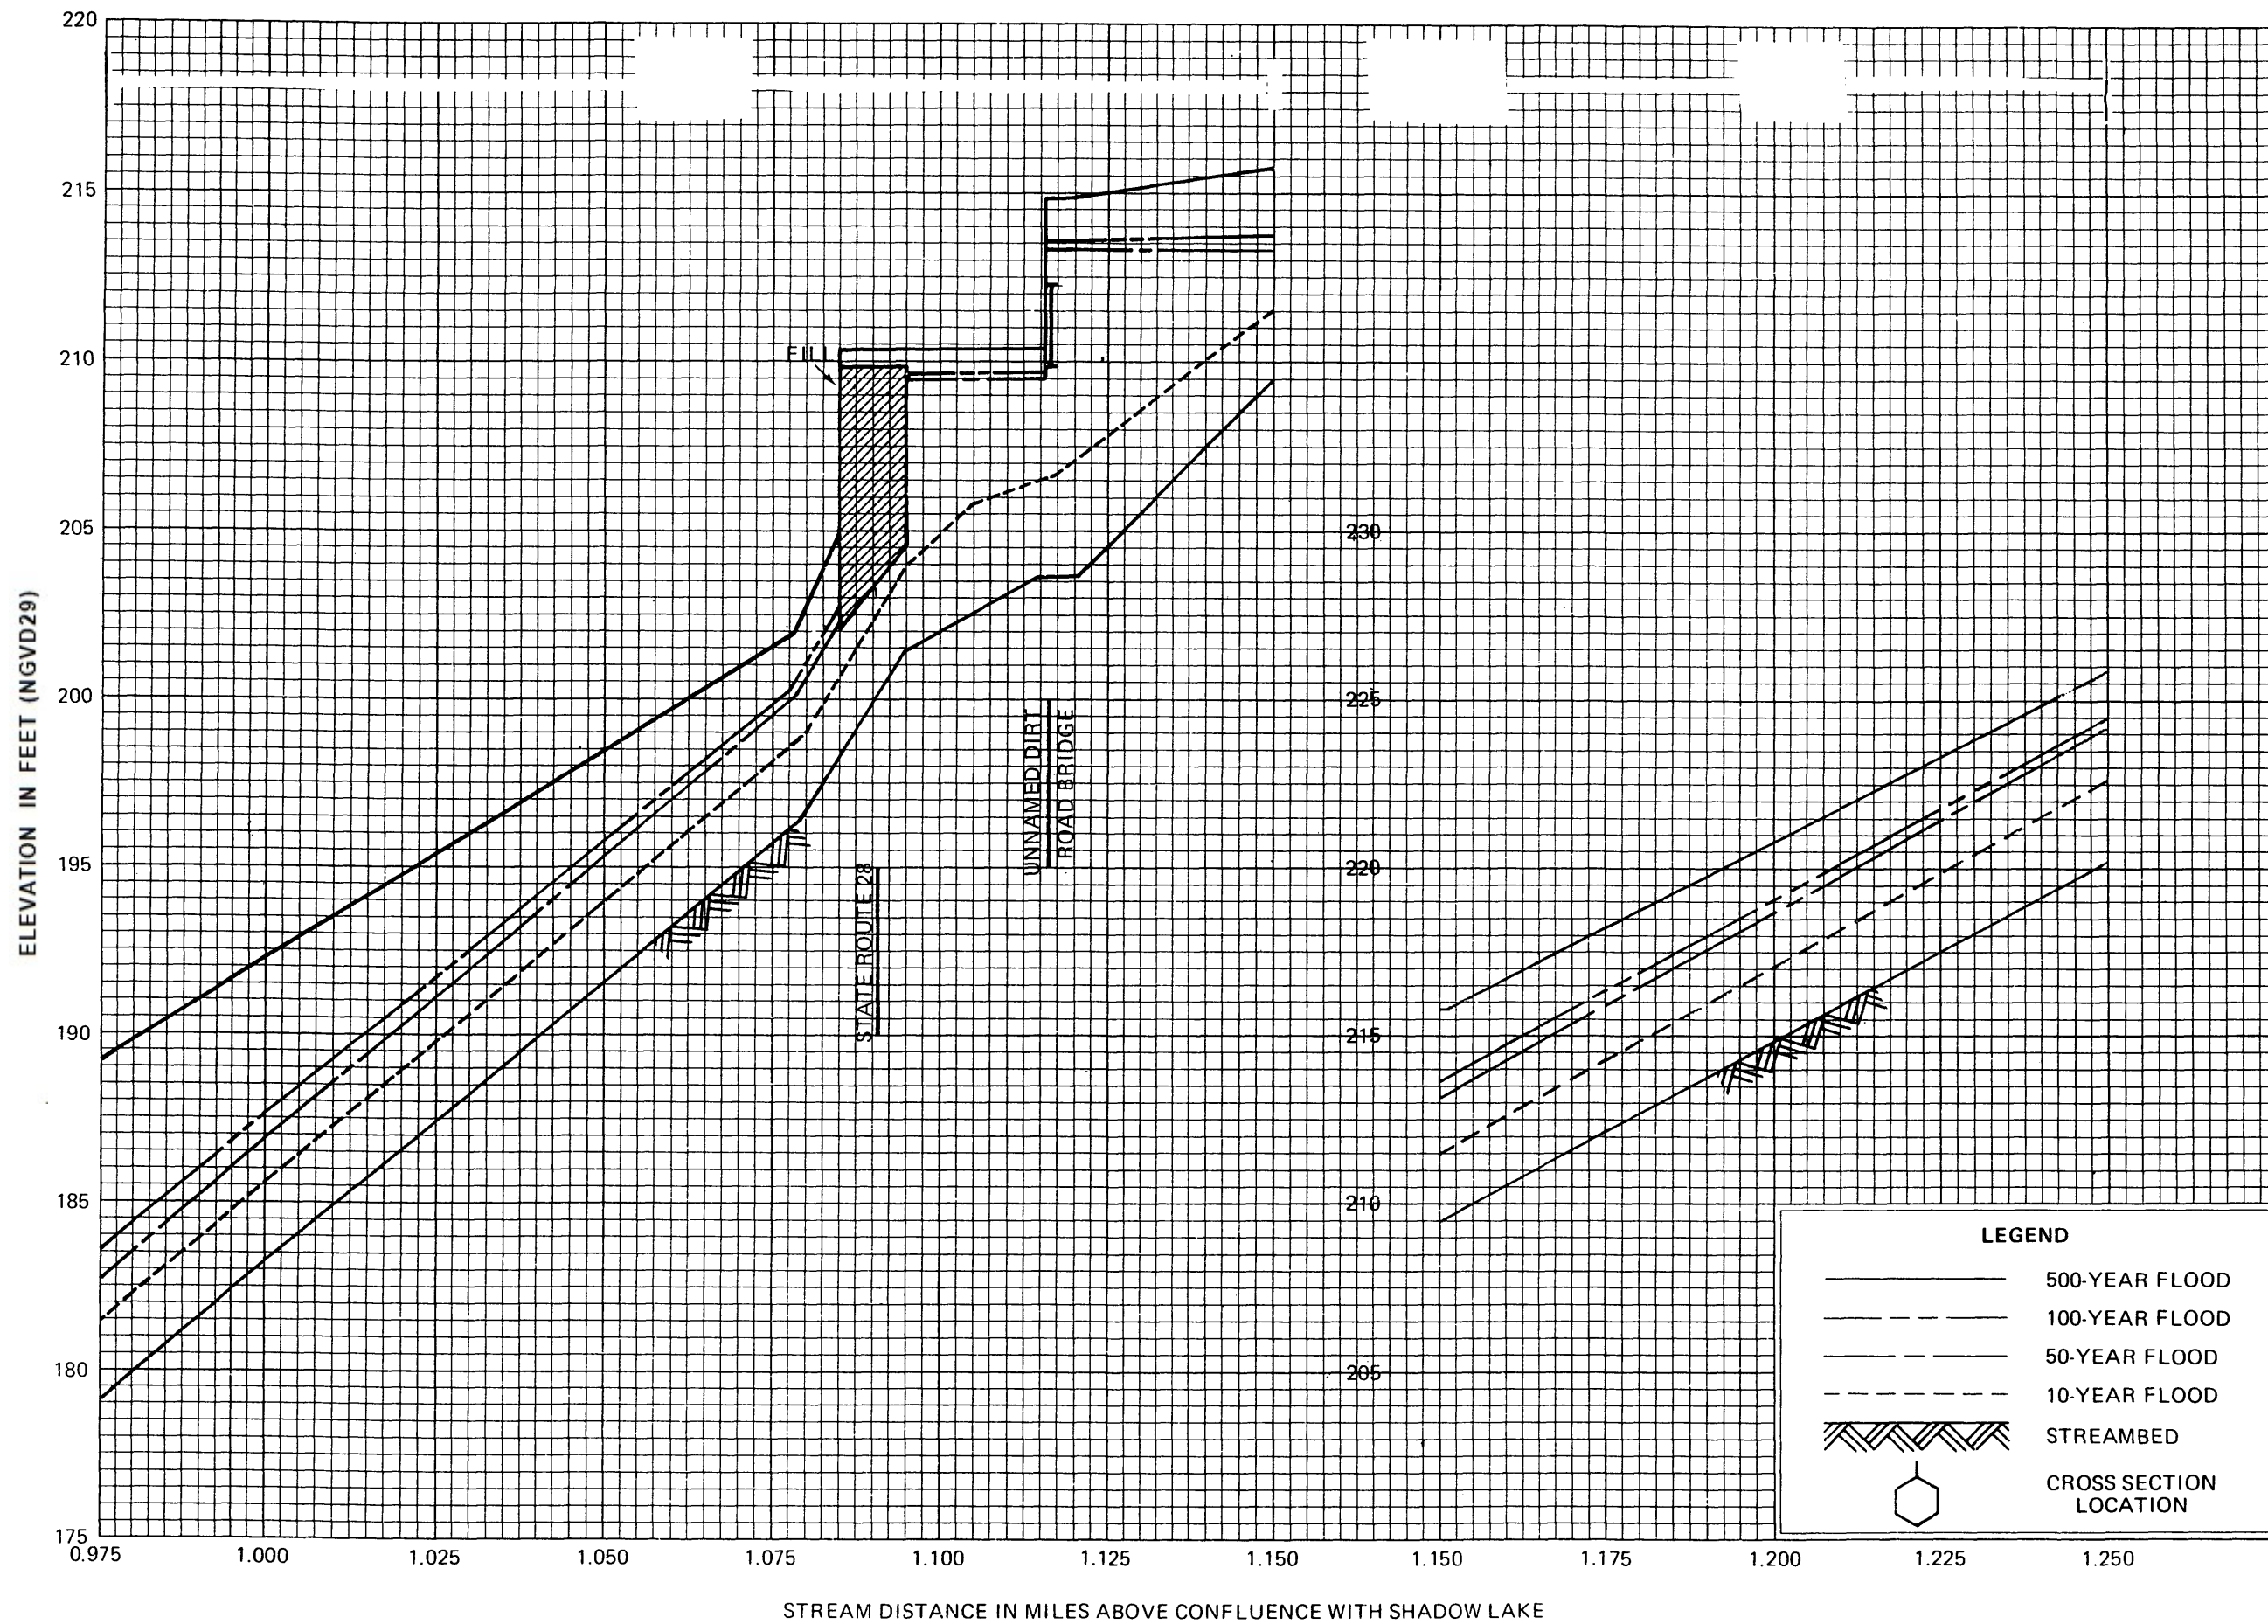 220
215
210
205
200
195
190
185
180
175
ELEVATION IN FEET (NGVD29)
FILL
STATE ROUTE 28
UNNAMED DIRT
ROAD BRIDGE
230
225
220
215
210
205
0.975 1.000 1.025 1.050 1.075 1.100 1.125 1.150 1.150 1.175 1.200 1.225 1.250
STREAM DISTANCE IN MILES ABOVE CONFLUENCE WITH SHADOW LAKE
LEGEND
500-YEAR FLOOD
100-YEAR FLOOD
50-YEAR FLOOD
10-YEAR FLOOD
STREAMBED
CROSS SECTION
LOCATION